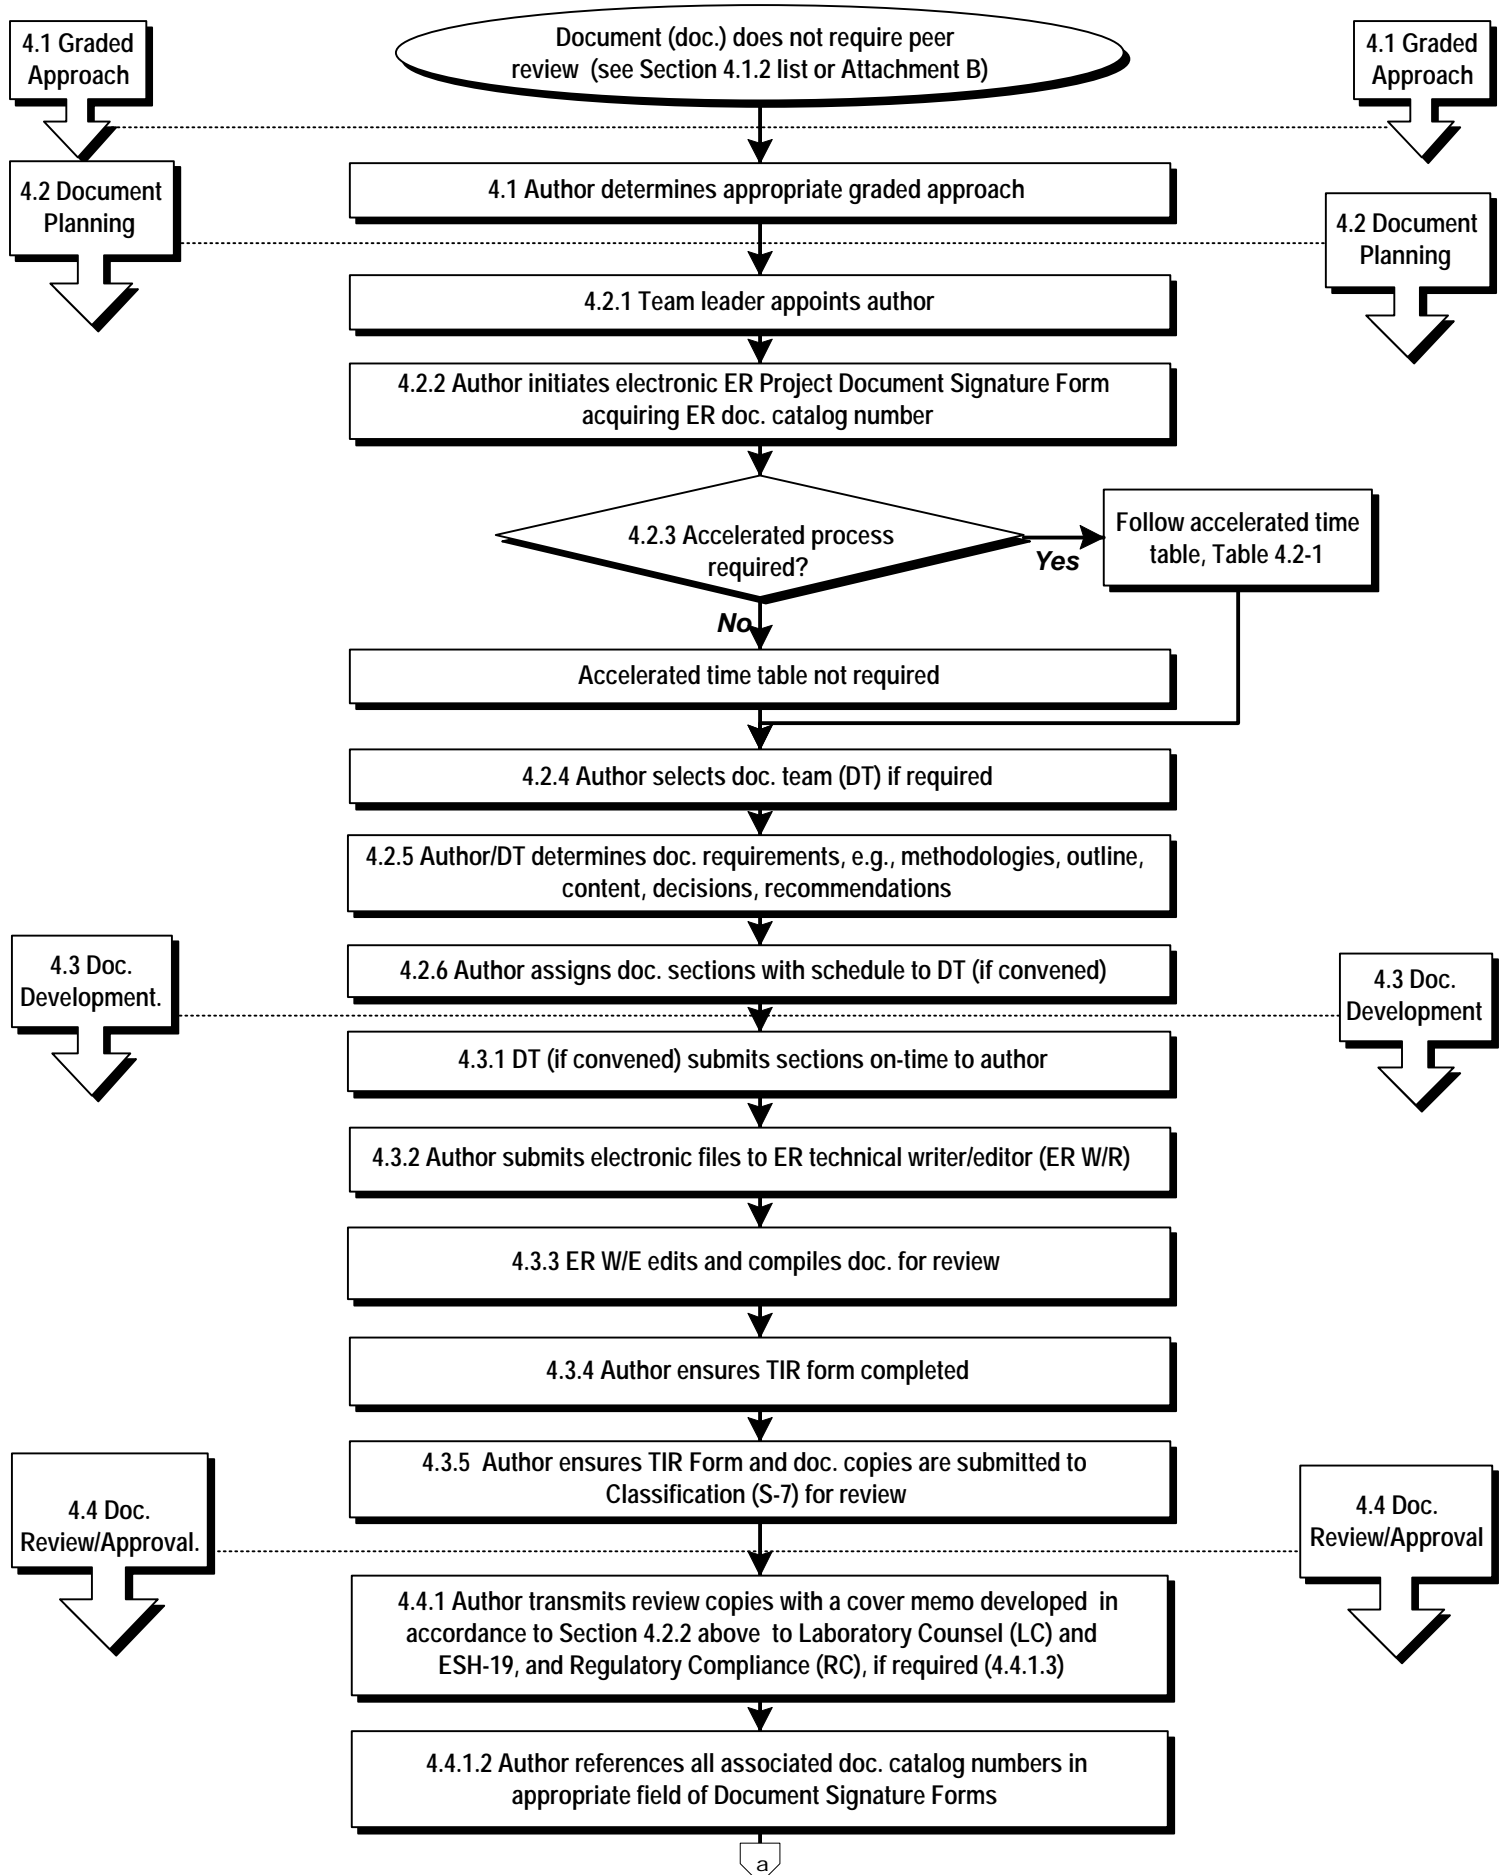 4.1 Graded
Approach
Document (doc.) does not require peer
review (see Section 4.1.2 list or Attachment B)
4.1 Graded
Approach
4.2 Document
Planning
4.1 Author determines appropriate graded approach
4.2 Document
Planning
4.2.1 Team leader appoints author
4.2.2 Author initiates electronic ER Project Document Signature Form
acquiring ER doc. catalog number
4.2.3 Accelerated process
required?
Yes
Follow accelerated time
table, Table 4.2-1
No
Accelerated time table not required
4.2.4 Author selects doc. team (DT) if required
4.2.5 Author/DT determines doc. requirements, e.g., methodologies, outline,
content, decisions, recommendations
4.3 Doc.
Development.
4.2.6 Author assigns doc. sections with schedule to DT (if convened)
4.3 Doc.
Development
4.3.1 DT (if convened) submits sections on-time to author
4.3.2 Author submits electronic files to ER technical writer/editor (ER W/R)
4.3.3 ER W/E edits and compiles doc. for review
4.3.4 Author ensures TIR form completed
4.3.5 Author ensures TIR Form and doc. copies are submitted to
Classification (S-7) for review
4.4 Doc.
Review/Approval.
4.4 Doc.
Review/Approval
4.4.1 Author transmits review copies with a cover memo developed in
accordance to Section 4.2.2 above to Laboratory Counsel (LC) and
ESH-19, and Regulatory Compliance (RC), if required (4.4.1.3)
4.4.1.2 Author references all associated doc. catalog numbers in
appropriate field of Document Signature Forms
a